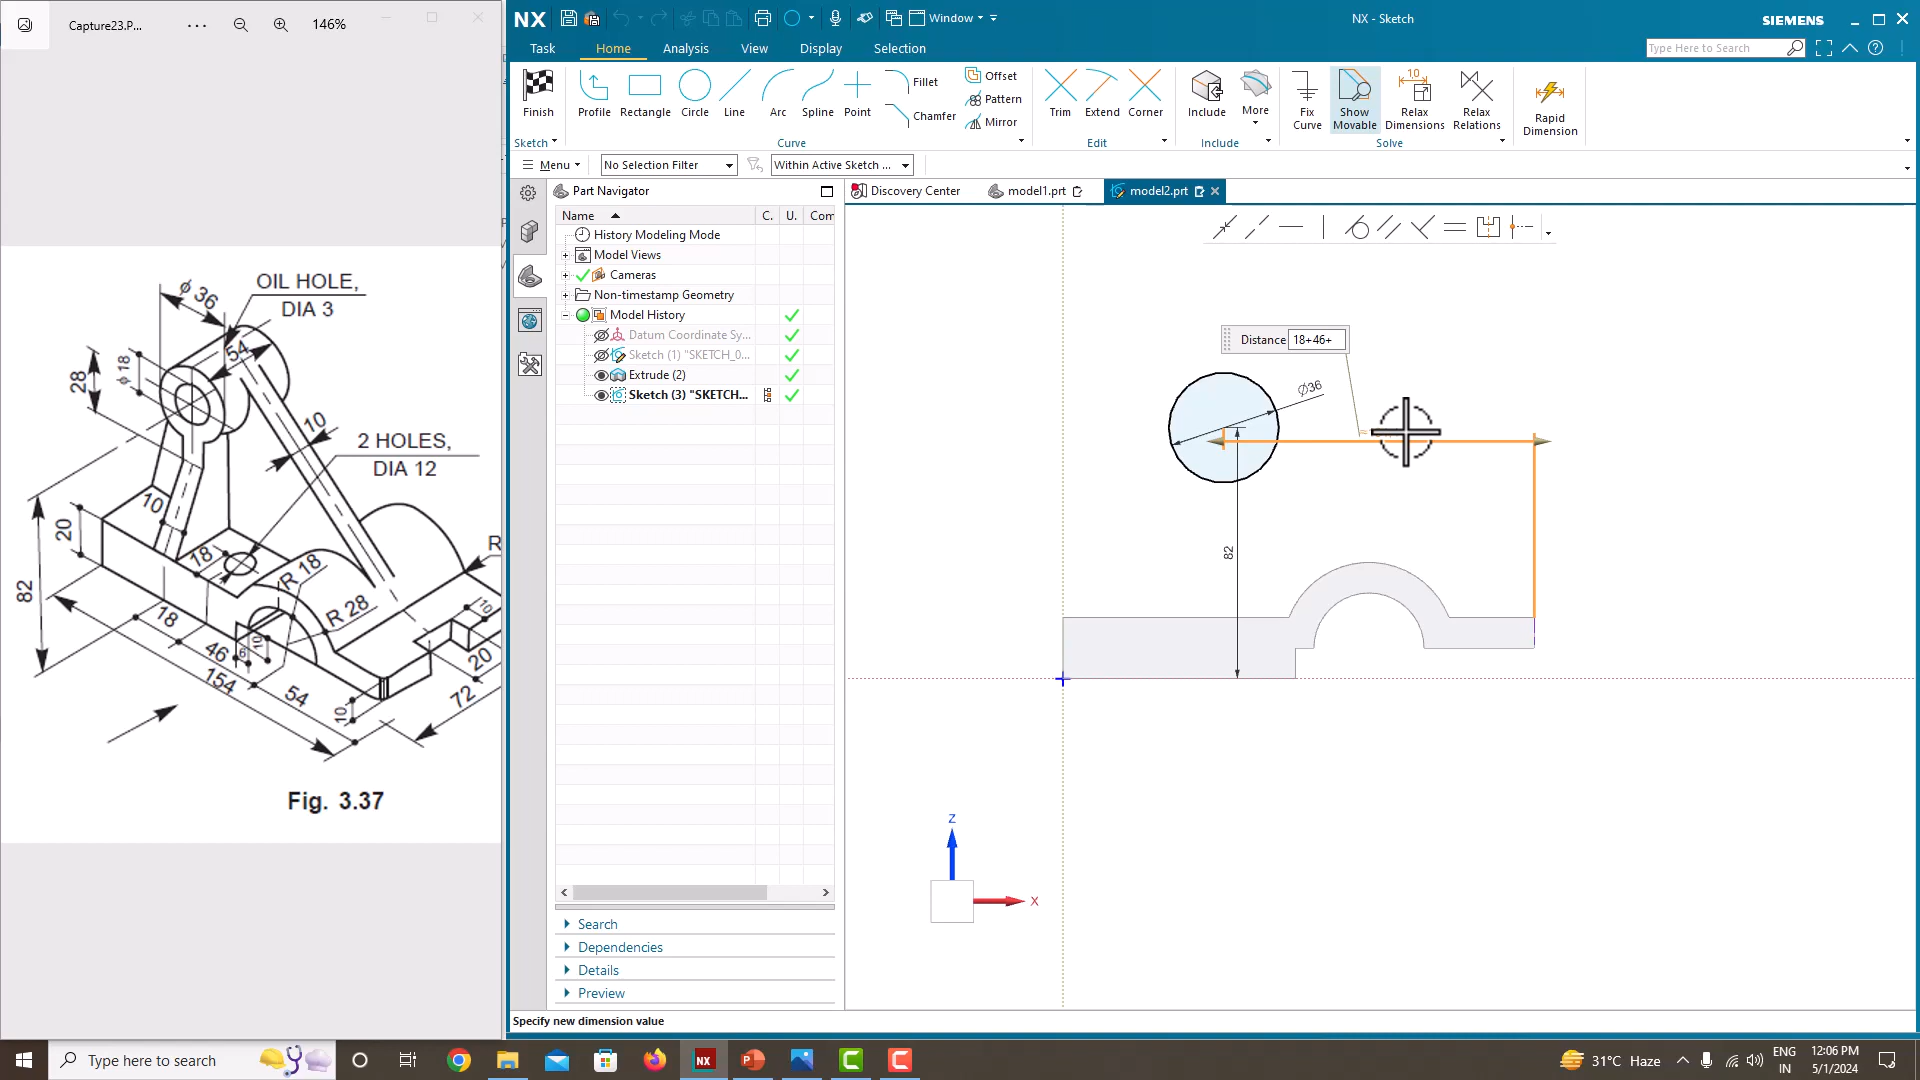 Capture23.P...
146%
NX
Window
NX - Sketch
SIEMENS
Task
Home
Analysis
View
Display
Application
Selection
Type Here to Search
Finish
Profile
Rectangle
Circle
Line
Arc
Spline
Point
Fillet
Chamfer
Offset
Pattern
Mirror
Trim
Extend
Corner
Include
More
Fix
Curve
Show
Movable
Relax
Dimensions
Relax
Relations
Rapid
Dimension
Sketch
Curve
Edit
Include
Solve
Menu
No Selection Filter
Within Active Sketch ...
Part Navigator
Discovery Center
model1.prt
model2.prt
Name
C.
U.
Com
History Modeling Mode
Model Views
Cameras
Non-timestamp Geometry
Model History
Datum Coordinate Sy...
Sketch (1) "SKETCH_0...
Extrude (2)
Sketch (3) "SKETCH...
Search
Dependencies
Details
Preview
Distance 18+46+
Ø36
82
Z
X
OIL HOLE,
DIA 3
ϕ 36
54
28
ϕ 18
10
2 HOLES,
DIA 12
10
20
18
R 18
R
82
R 28
10
18
46
6
10
154
54
20
72
10
Fig. 3.37
Specify new dimension value
Type here to search
31°C Haze
ENG
IN
12:06 PM
5/1/2024